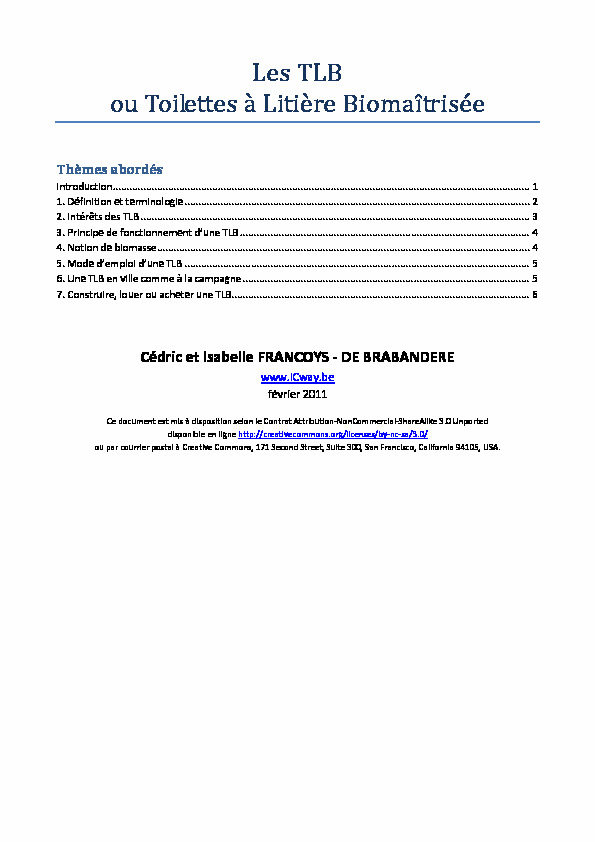 Les TLB
ou Toilettes à Litière Biomaîtrisée
Thèmes abordés
Introduction 1
1. Définition et terminologie 2
2. Intérêts des TLB 3
3. Principe de fonctionnement d'une TLB 4
4. Notion de biomasse 4
5. Mode d'emploi d'une TLB 5
6. Une TLB en ville comme à la campagne 5
7. Construire, louer ou acheter une TLB 6
Cédric et Isabelle FRANCOYS - DE BRABANDERE
www.ICway.be
février 2011
Ce document est mis à disposition selon le Contrat Attribution-NonCommercial-ShareAlike 3.0 Unported
disponible en ligne http://creativecommons.org/licenses/by-nc-sa/3.0/
ou par courrier postal à Creative Commons, 171 Second Street, Suite 300, San Francisco, California 94105, USA.